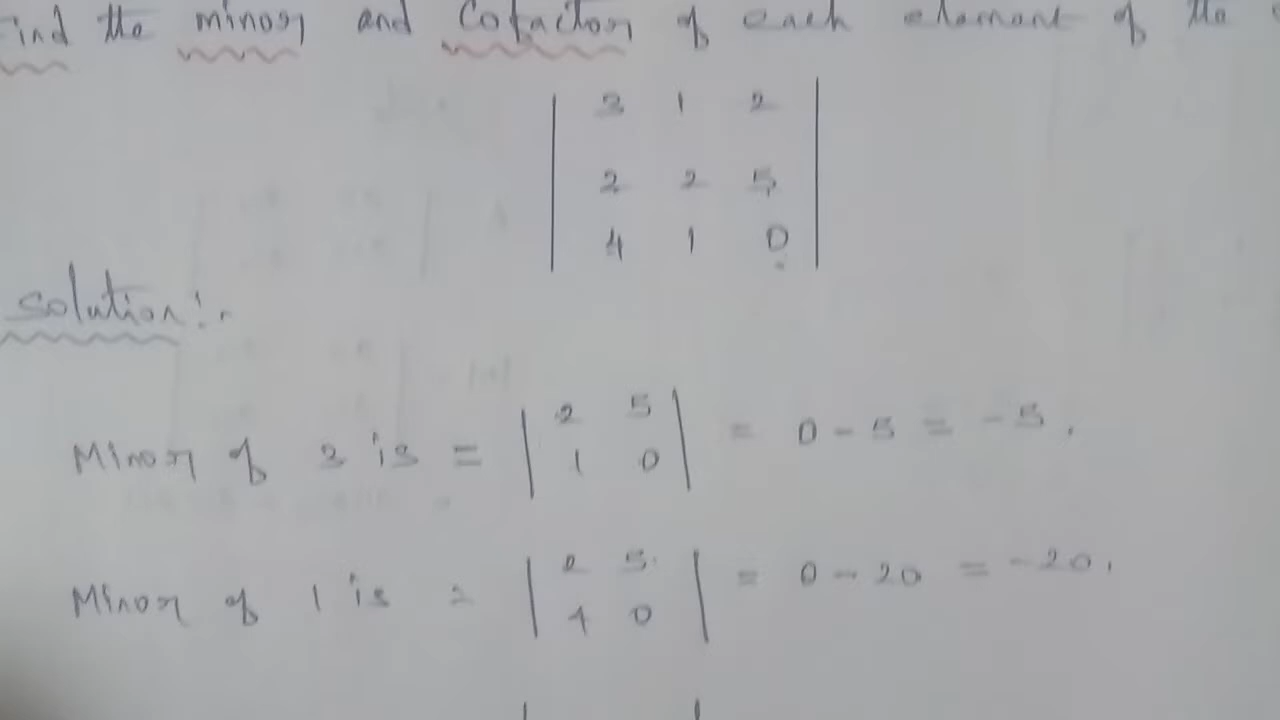 ind the minor and Cofactor of each element of the
3 1 2
2 2 5
4 1 0
Solution:-
Minor of 3 is = | 2 5 | = 0 - 5 = -5.
| 1 0 |
Minor of 1 is = | 2 5 | = 0 - 20 = -20.
| 4 0 |